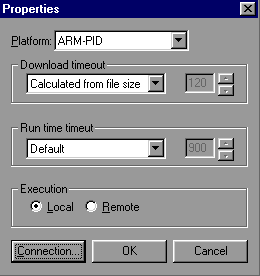 Properties
Platform: ARM-PID
Download timeout
Calculated from file size 120
Run time timeut
Default 900
Execution
Local Remote
Connection... OK Cancel